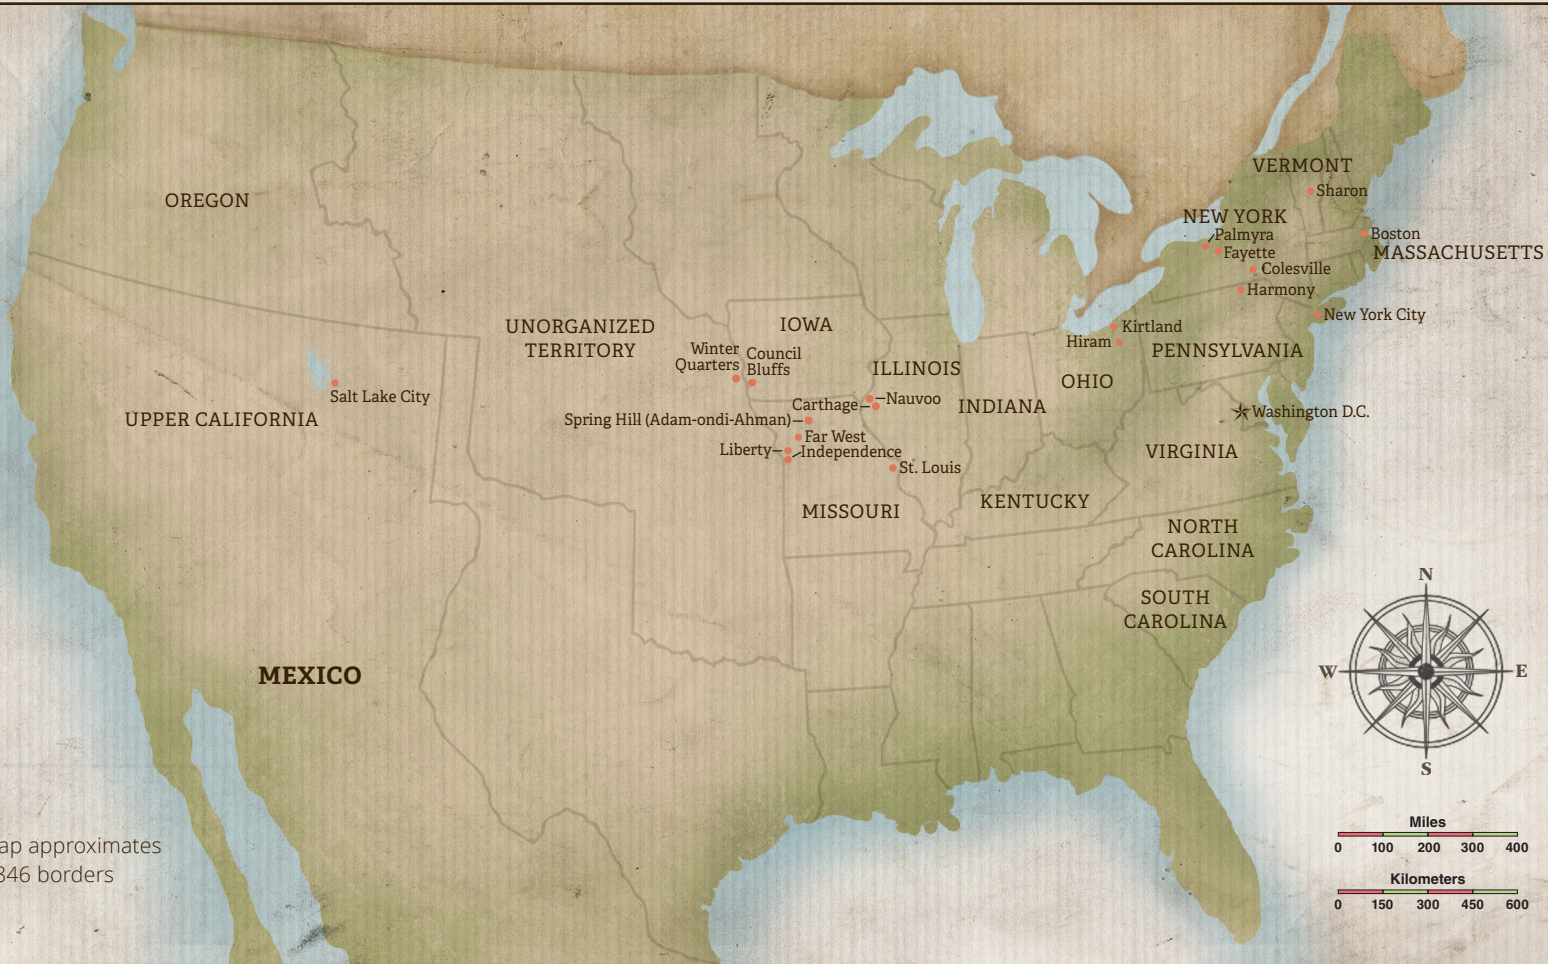 VERMONT
Sharon
NEW YORK
Palmyra
Boston
Fayette
MASSACHUSETTS
Colesville
Harmony
New York City
OREGON
UNORGANIZED
TERRITORY
IOWA
Kirtland
Hiram
PENNSYLVANIA
Winter
Quarters
Council
Bluffs
ILLINOIS
OHIO
Salt Lake City
Nauvoo
Carthage
INDIANA
Washington D.C.
UPPER CALIFORNIA
Spring Hill (Adam-ondi-Ahman)
Far West
Liberty
Independence
VIRGINIA
St. Louis
MISSOURI
KENTUCKY
NORTH
CAROLINA
SOUTH
CAROLINA
MEXICO
N
W
E
S
ap approximates
846 borders
Miles
0 100 200 300 400
Kilometers
0 150 300 450 600